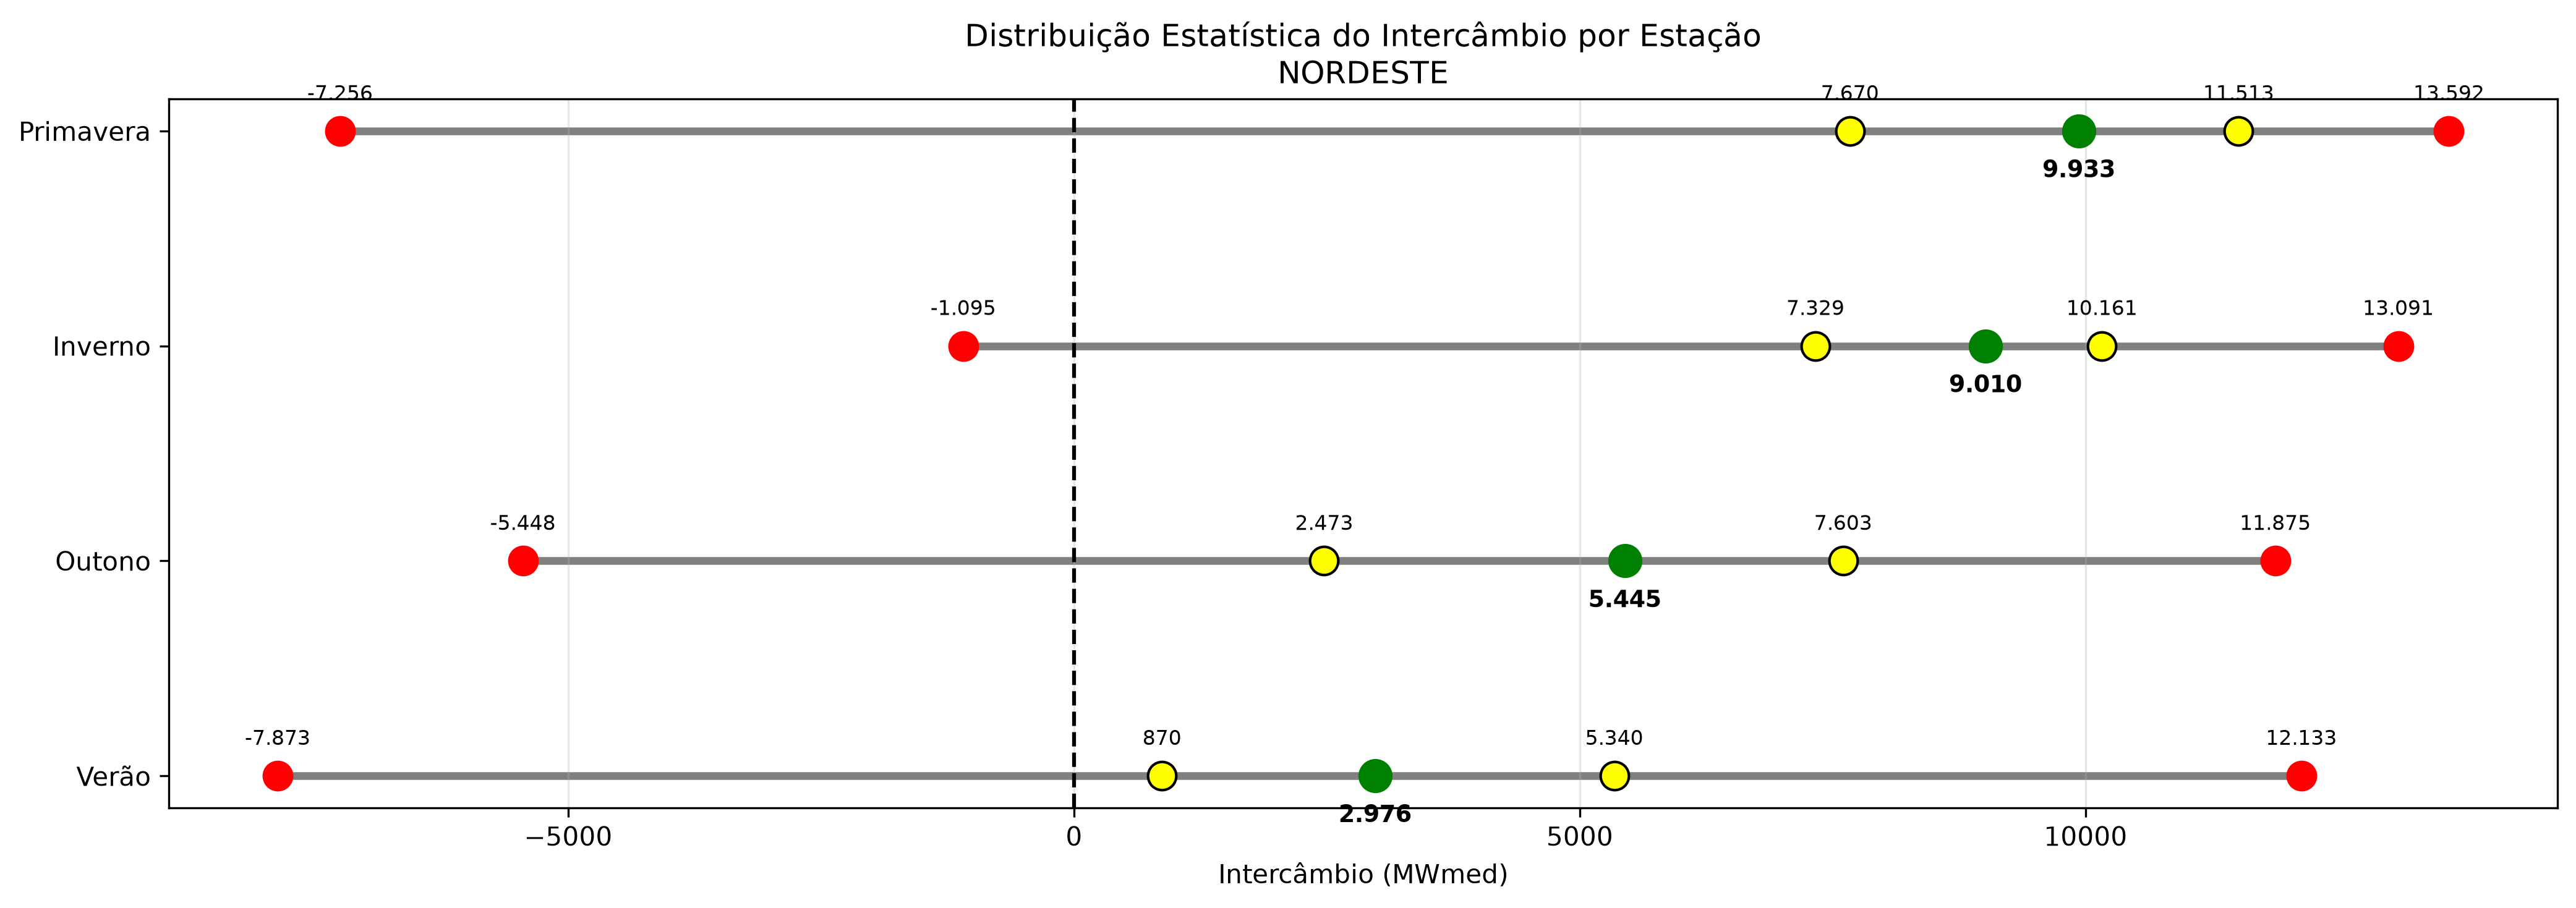 Distribuição Estatística do Intercâmbio por Estação
NORDESTE
-7.256 7.670 11.513 13.592
Primavera
9.933
-1.095 7.329 10.161 13.091
Inverno
9.010
-5.448 2.473 7.603 11.875
Outono
5.445
-7.873 870 5.340 12.133
Verão
2.976
−5000 0 5000 10000
Intercâmbio (MWmed)